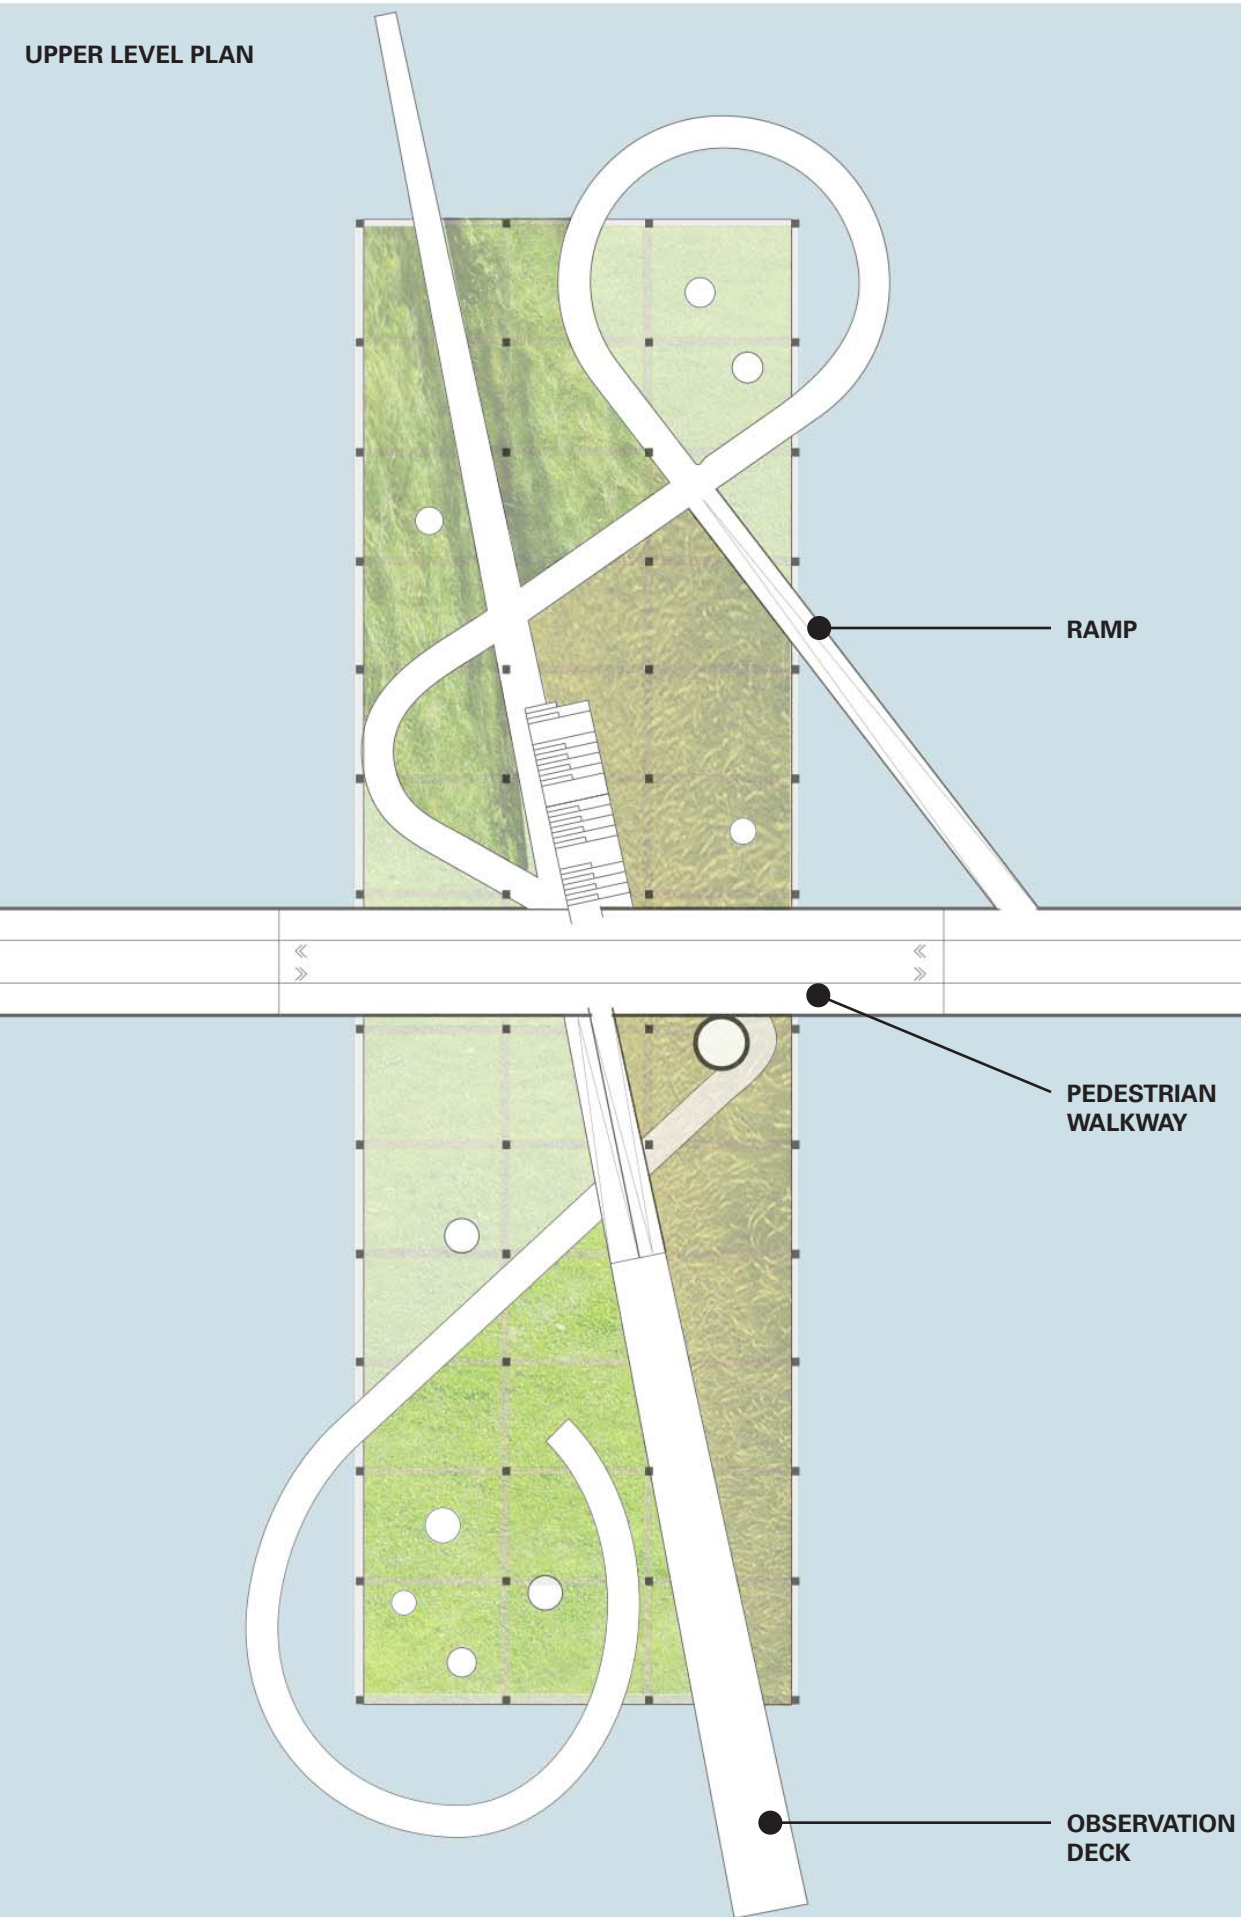 UPPER LEVEL PLAN
RAMP
PEDESTRIAN
WALKWAY
OBSERVATION
DECK